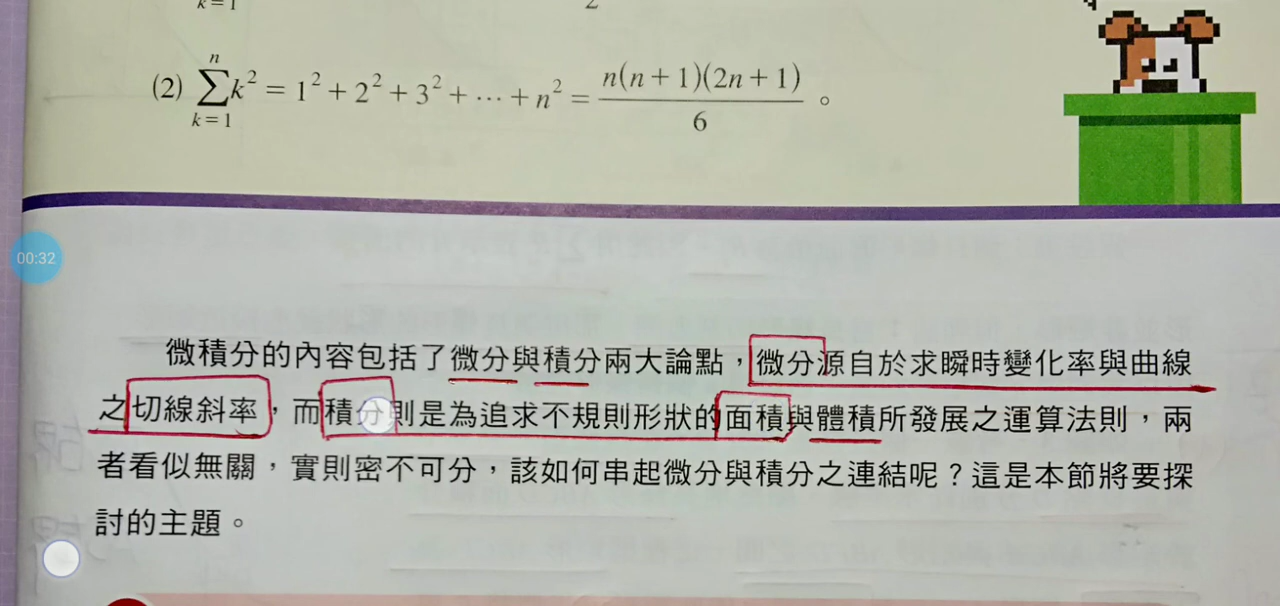 k=1
2
(2) \sum_{k=1}^{n} k^2 = 1^2 + 2^2 + 3^2 + ⋯ + n^2 = \frac{n(n+1)(2n+1)}{6}。
00:32
微積分的內容包括了微分與積分兩大論點，微分源自於求瞬時變化率與曲線
之切線斜率，而積分則是為追求不規則形狀的面積與體積所發展之運算法則，兩
者看似無關，實則密不可分，該如何串起微分與積分之連結呢？這是本節將要探
討的主題。